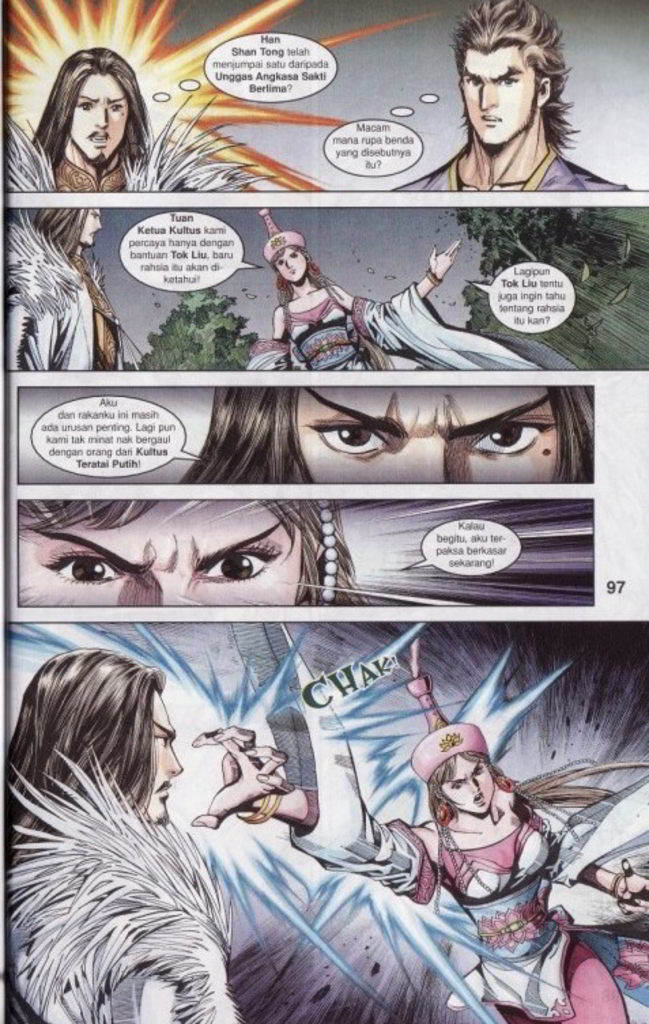 Han
Shan Tong telah
menjumpai satu daripada
Unggas Angkasa Sakti
Berlima?
Macam
mana rupa benda
yang disebutnya
itu?
Tuan
Ketua Kultus kami
percaya hanya dengan
bantuan Tok Liu, baru
rahsia itu akan di-
ketahui!
Lagipun
Tok Liu tentu
juga ingin tahu
tentang rahsia
itu kan?
Aku
dan rakanku ini masih
ada urusan penting. Lagi pun
kami tak minat nak bergaul
dengan orang dari Kultus
Teratai Putih!
Kalau
begitu, aku ter-
paksa berkasar
sekarang!
97
CHAK!